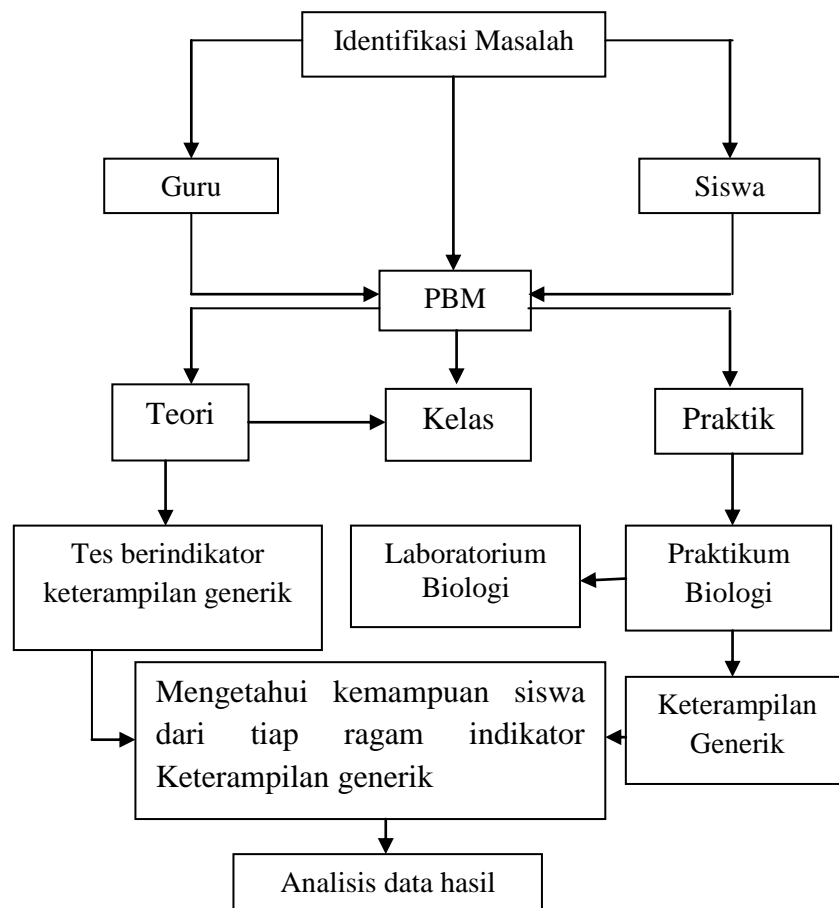 Identifikasi Masalah
Guru
Siswa
PBM
Teori
Kelas
Praktik
Tes berindikator
keterampilan generik
Laboratorium
Biologi
Praktikum
Biologi
Mengetahui kemampuan siswa
dari tiap ragam indikator
Keterampilan generik
Keterampilan
Generik
Analisis data hasil